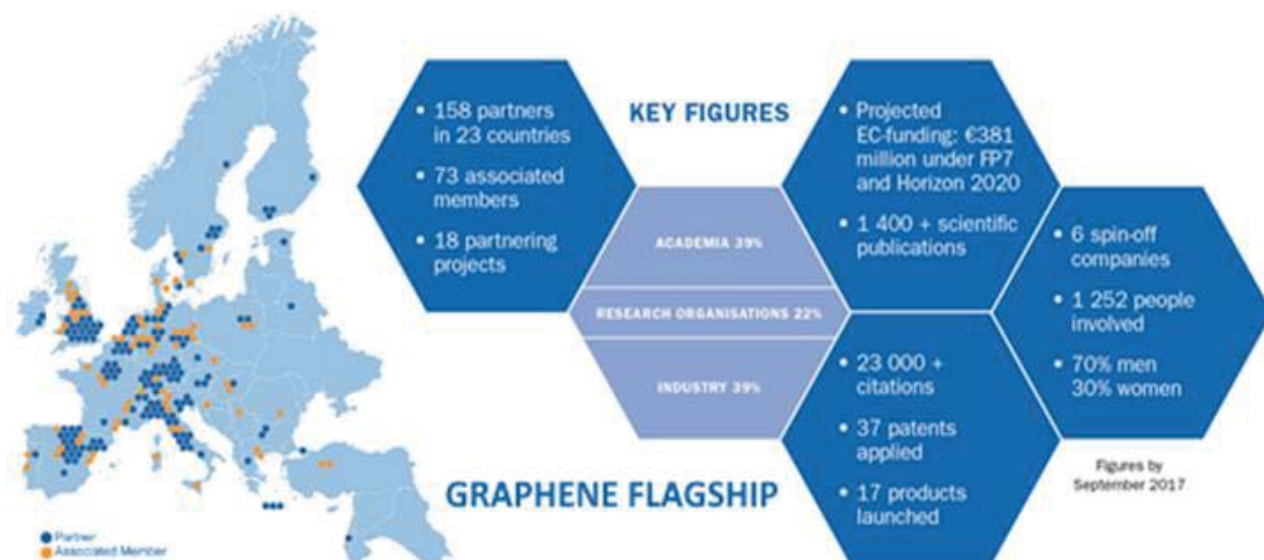 • 158 partners
in 23 countries
• 73 associated
members
• 18 partnering
projects
KEY FIGURES
ACADEMIA 39%
RESEARCH ORGANISATIONS 22%
INDUSTRY 39%
• Projected
EC-funding: €381
million under FP7
and Horizon 2020
• 1 400 + scientific
publications
• 6 spin-off
companies
• 1 252 people
involved
• 70% men
30% women
• 23 000 +
citations
• 37 patents
applied
• 17 products
launched
Figures by
September 2017
GRAPHENE FLAGSHIP
Partner
Associated Member